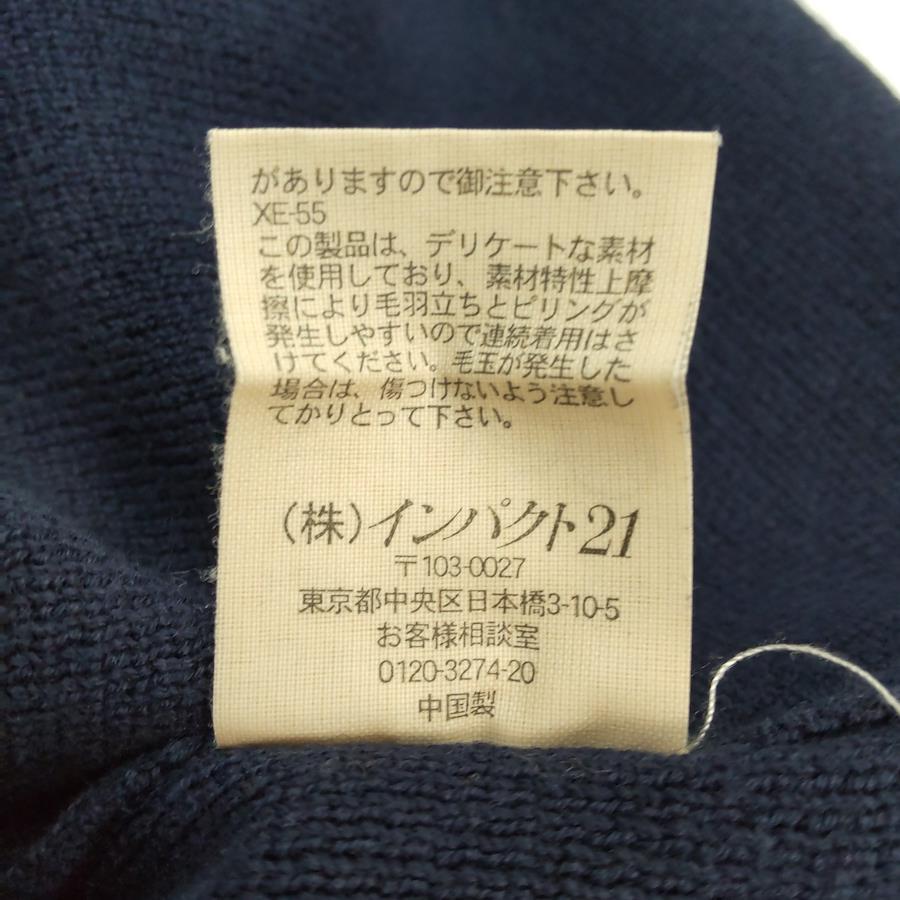 がありますので御注意下さい。
XE-55
この製品は、デリケートな素材
を使用しており、素材特性上摩
擦により毛羽立ちとピリングが
発生しやすいので連続着用はさ
けてください。毛玉が発生した
場合は、傷つけないよう注意し
てかりとって下さい。
(株)インパクト21
〒103-0027
東京都中央区日本橋3-10-5
お客様相談室
0120-3274-20
中国製